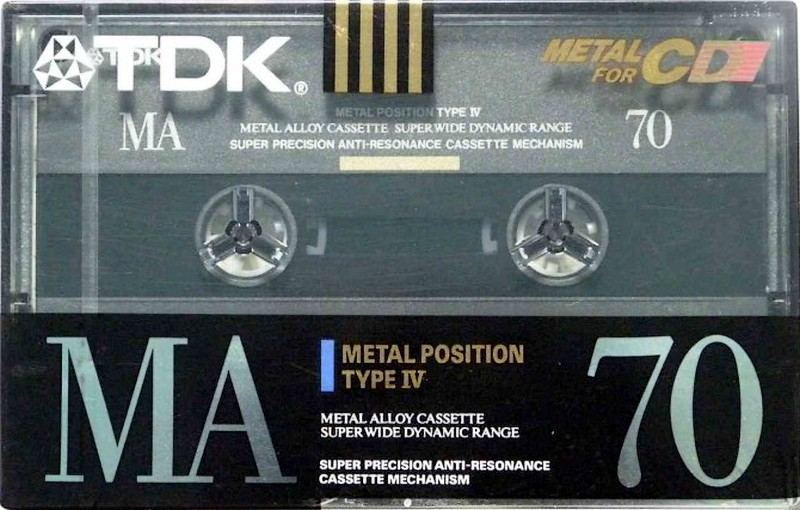 TDK®
TDK
METAL
FOR CD
METAL POSITION TYPE IV
MA
METAL ALLOY CASSETTE SUPER WIDE DYNAMIC RANGE
70
SUPER PRECISION ANTI-RESONANCE CASSETTE MECHANISM
MA
METAL POSITION
TYPE IV
METAL ALLOY CASSETTE
SUPER WIDE DYNAMIC RANGE
SUPER PRECISION ANTI-RESONANCE
CASSETTE MECHANISM
70